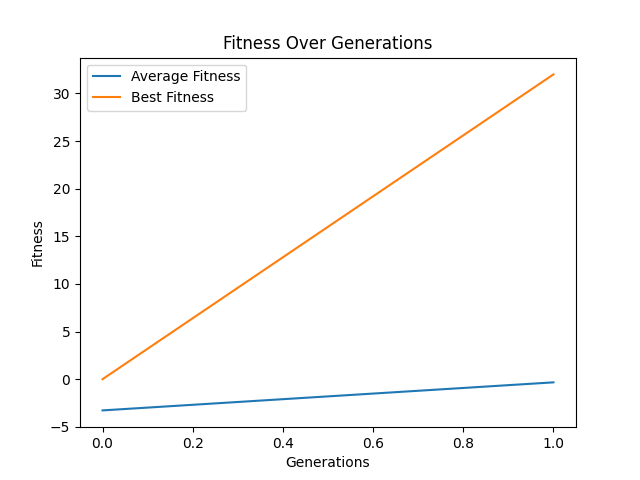 Fitness Over Generations
Average Fitness
Best Fitness
30
25
20
15
10
5
0
−5
Fitness
0.0 0.2 0.4 0.6 0.8 1.0
Generations